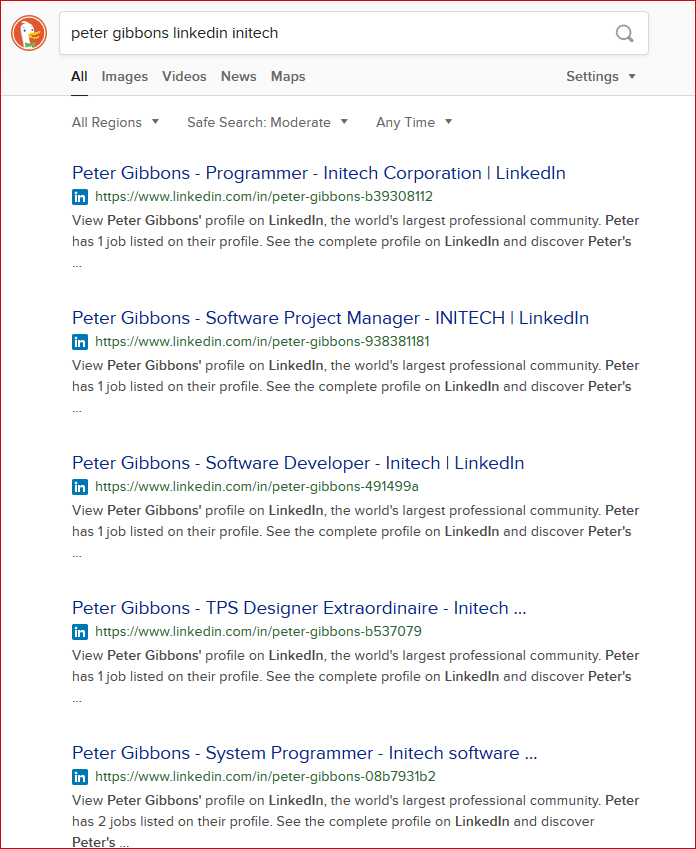 peter gibbons linkedin initech
All Images Videos News Maps Settings
All Regions Safe Search: Moderate Any Time
Peter Gibbons - Programmer - Initech Corporation | LinkedIn
in https://www.linkedin.com/in/peter-gibbons-b39308112
View Peter Gibbons' profile on LinkedIn, the world's largest professional community. Peter
has 1 job listed on their profile. See the complete profile on LinkedIn and discover Peter's
...
Peter Gibbons - Software Project Manager - INITECH | LinkedIn
in https://www.linkedin.com/in/peter-gibbons-938381181
View Peter Gibbons' profile on LinkedIn, the world's largest professional community. Peter
has 1 job listed on their profile. See the complete profile on LinkedIn and discover Peter's
...
Peter Gibbons - Software Developer - Initech | LinkedIn
in https://www.linkedin.com/in/peter-gibbons-491499a
View Peter Gibbons' profile on LinkedIn, the world's largest professional community. Peter
has 1 job listed on their profile. See the complete profile on LinkedIn and discover Peter's
...
Peter Gibbons - TPS Designer Extraordinaire - Initech ...
in https://www.linkedin.com/in/peter-gibbons-b537079
View Peter Gibbons' profile on LinkedIn, the world's largest professional community. Peter
has 1 job listed on their profile. See the complete profile on LinkedIn and discover Peter's
...
Peter Gibbons - System Programmer - Initech software ...
in https://www.linkedin.com/in/peter-gibbons-08b7931b2
View Peter Gibbons' profile on LinkedIn, the world's largest professional community. Peter
has 2 jobs listed on their profile. See the complete profile on LinkedIn and discover
Peter's ...